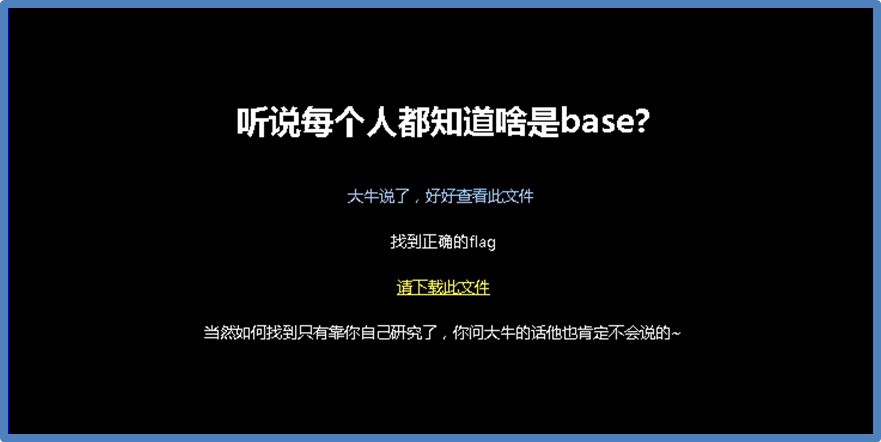 听说每个人都知道啥是base?
大牛说了，好好查看此文件
找到正确的flag
请下载此文件
当然如何找到只有靠你自己研究了，你问大牛的话他也肯定不会说的~